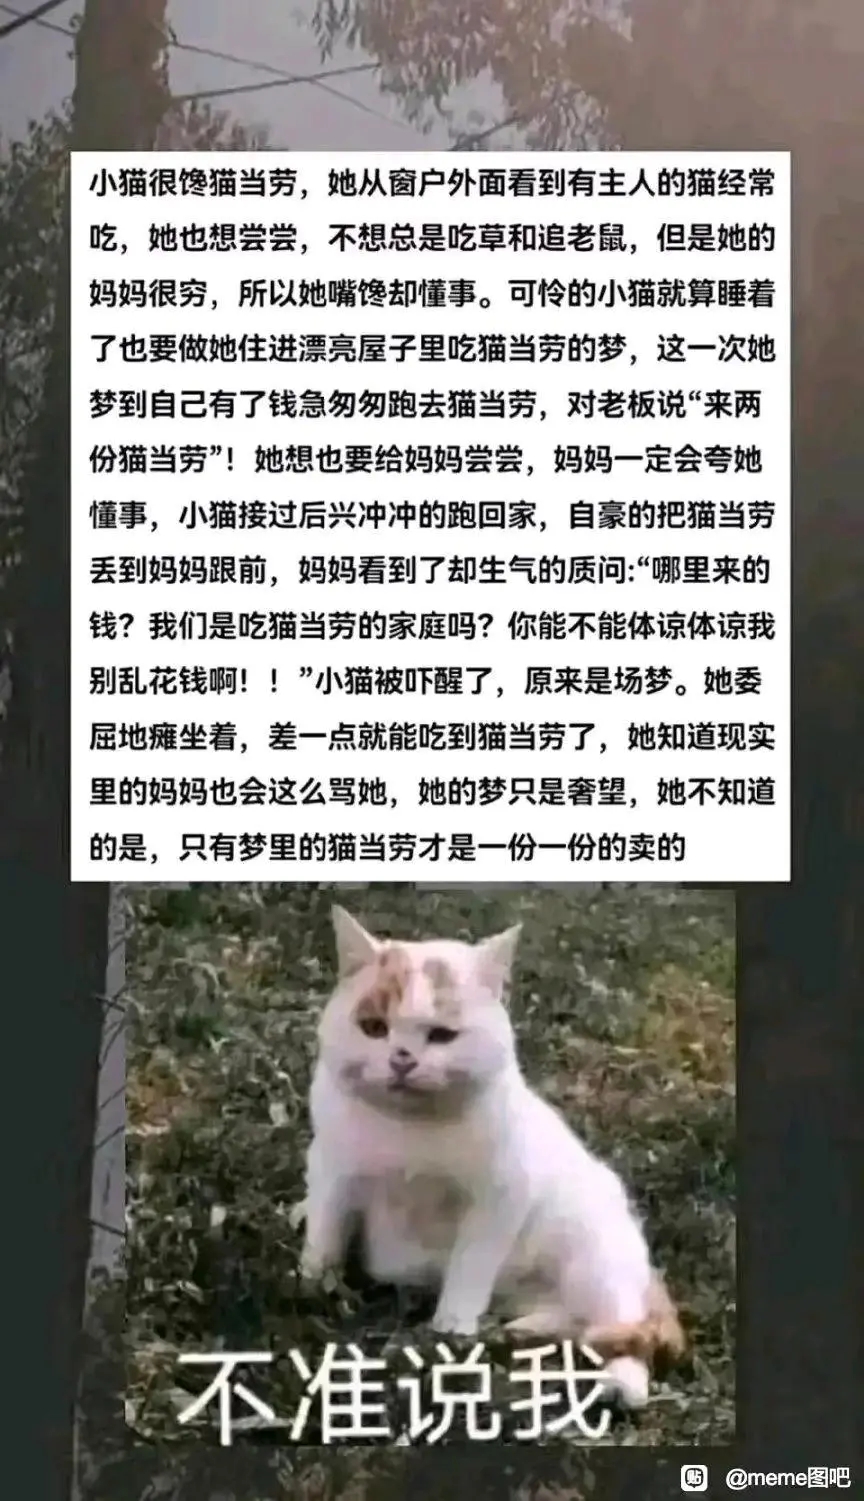 小猫很馋猫当劳，她从窗户外面看到有主人的猫经常
吃，她也想尝尝，不想总是吃草和追老鼠，但是她的
妈妈很穷，所以她嘴馋却懂事。可怜的小猫就算睡着
了也要做她住进漂亮屋子里吃猫当劳的梦，这一次她
梦到自己有了钱急匆匆跑去猫当劳，对老板说“来两
份猫当劳”！她想也要给妈妈尝尝，妈妈一定会夸她
懂事，小猫接过后兴冲冲的跑回家，自豪的把猫当劳
丢到妈妈跟前，妈妈看到了却生气的质问:“哪里来的
钱？我们是吃猫当劳的家庭吗？你能不能体谅体谅我
别乱花钱啊！！”小猫被吓醒了，原来是场梦。她委
屈地瘫坐着，差一点就能吃到猫当劳了，她知道现实
里的妈妈也会这么骂她，她的梦只是奢望，她不知道
的是，只有梦里的猫当劳才是一份一份的卖的
不准说我
贴 @meme图吧